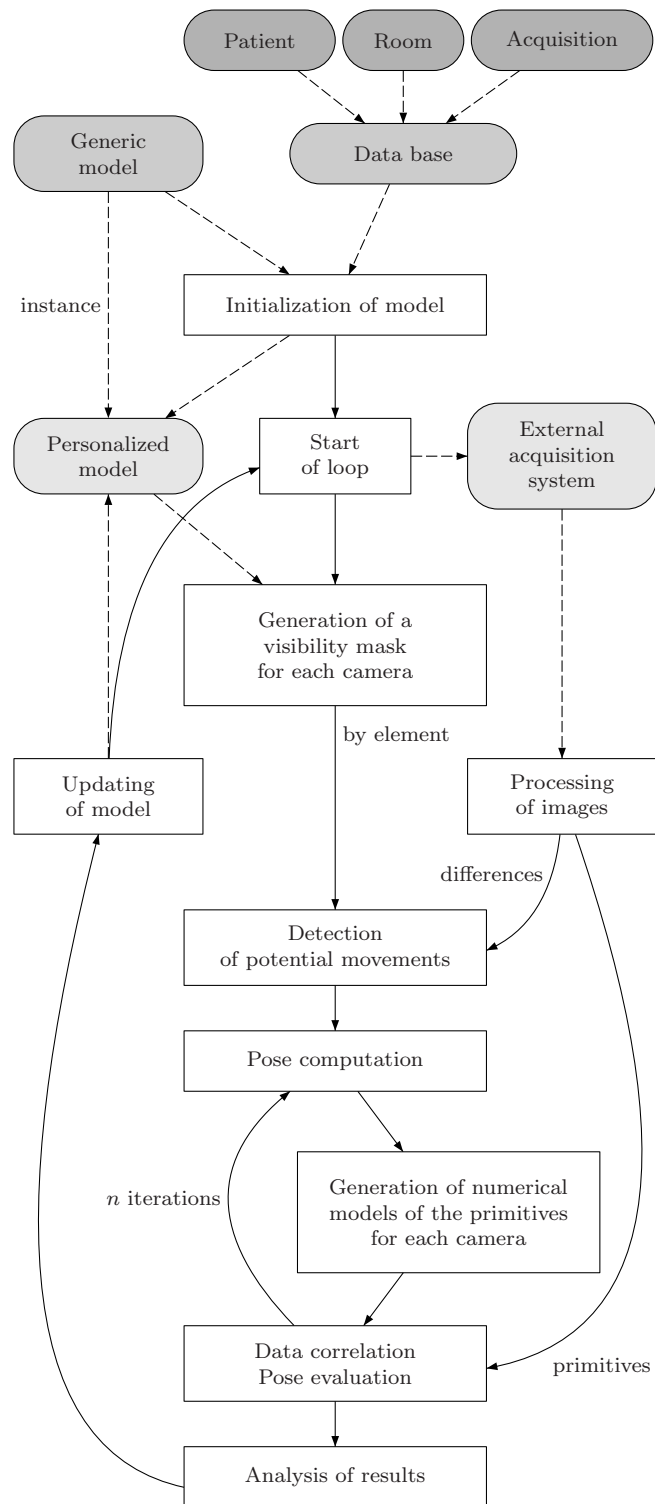 Patient
Room
Acquisition
Generic
model
Data base
instance
Initialization of model
Personalized
model
Start
of loop
External
acquisition
system
Generation of a
visibility mask
for each camera
by element
Updating
of model
Processing
of images
differences
Detection
of potential movements
Pose computation
n iterations
Generation of numerical
models of the primitives
for each camera
Data correlation
Pose evaluation
primitives
Analysis of results